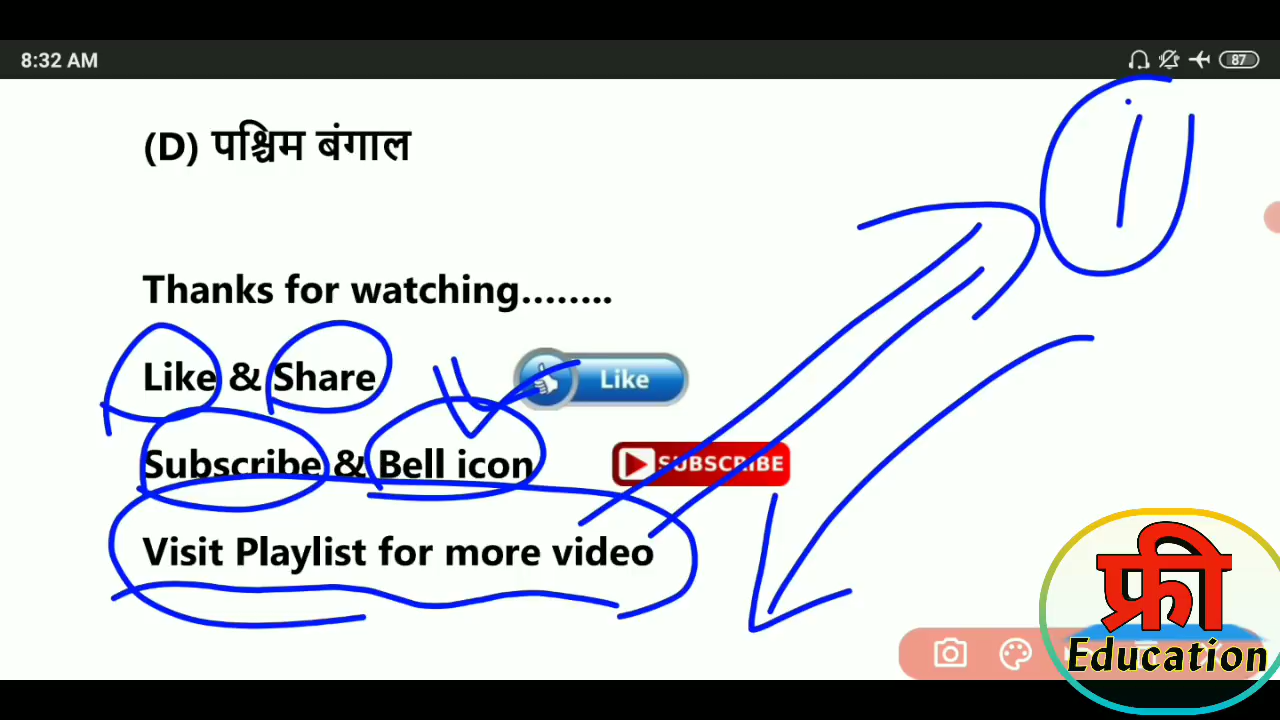 8:32 AM
87
(D) पश्चिम बंगाल
i
Thanks for watching........
Like & Share
Like
Subscribe & Bell icon
SUBSCRIBE
Visit Playlist for more video
फ्री
Education